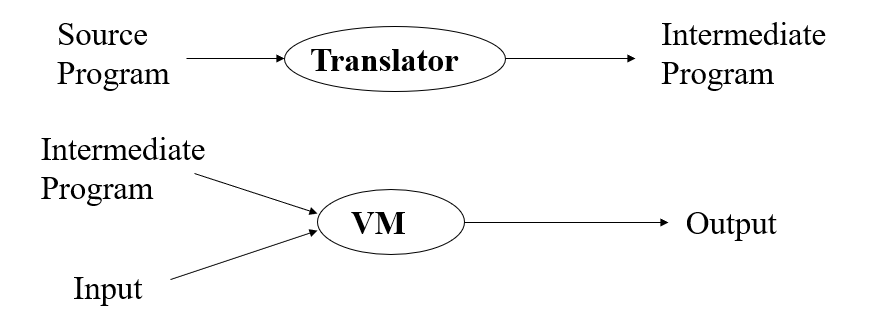 Source
Program
Translator
Intermediate
Program
Intermediate
Program
VM
Output
Input